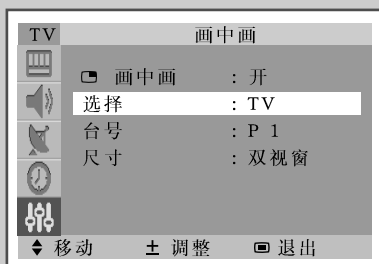 TV 画中画
画中画 : 开
选择 : TV
台号 : P 1
尺寸 : 双视窗
移动 ± 调整 退出